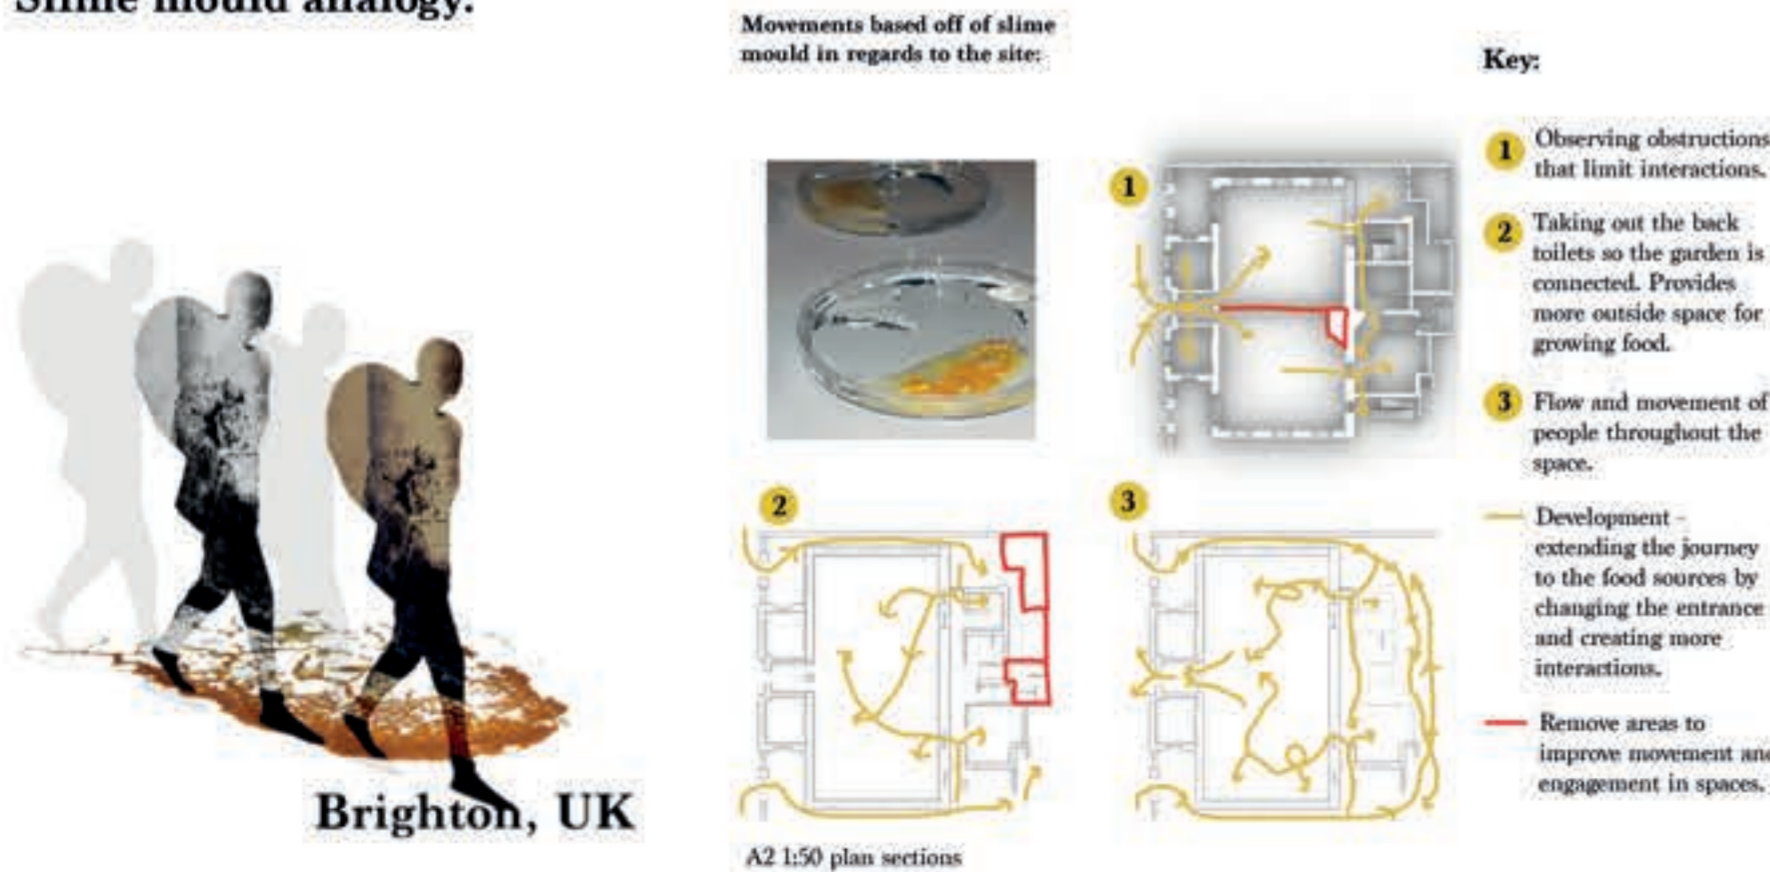 Slime mould analogy.
Movements based off of slime
mould in regards to the site:
Key:
1
Observing obstructions
that limit interactions.
2
Taking out the back
toilets so the garden is
connected. Provides
more outside space for
growing food.
3
Flow and movement of
people throughout the
space.
Development -
extending the journey
to the food sources by
changing the entrance
and creating more
interactions.
Remove areas to
improve movement and
engagement in spaces.
1
2
3
Brighton, UK
A2 1:50 plan sections